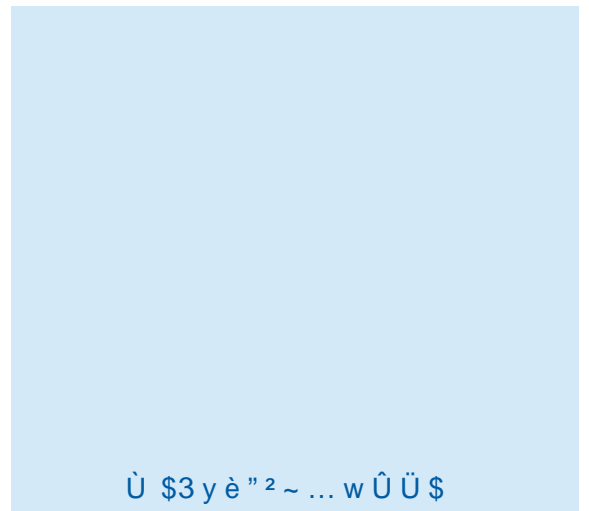 Ù $3 y è ” ² ~ … w Û Ü $